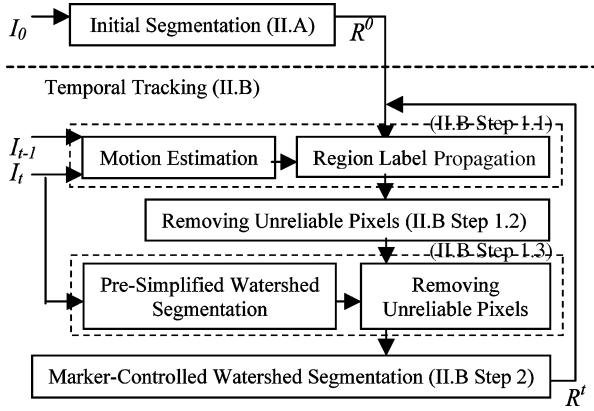 I0
Initial Segmentation (II.A)
R0
Temporal Tracking (II.B)
(II.B Step 1.1)
It-1
It
Motion Estimation
Region Label Propagation
Removing Unreliable Pixels (II.B Step 1.2)
(II.B Step 1.3)
Pre-Simplified Watershed
Segmentation
Removing
Unreliable Pixels
Marker-Controlled Watershed Segmentation (II.B Step 2)
Rt